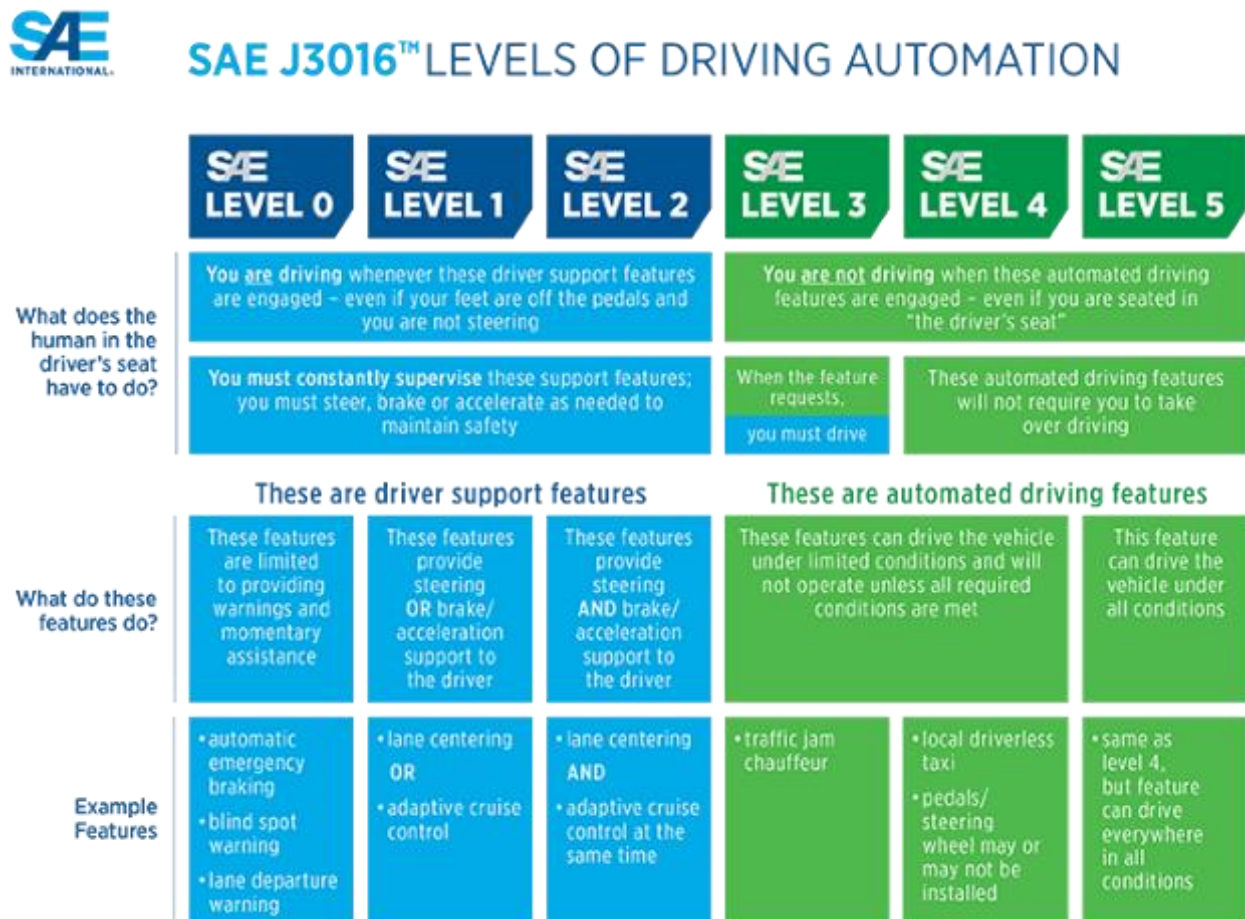 SAE
INTERNATIONAL®
SAE J3016™ LEVELS OF DRIVING AUTOMATION
SAE
LEVEL 0
SAE
LEVEL 1
SAE
LEVEL 2
SAE
LEVEL 3
SAE
LEVEL 4
SAE
LEVEL 5
What does the
human in the
driver's seat
have to do?
You are driving whenever these driver support features
are engaged – even if your feet are off the pedals and
you are not steering
You are not driving when these automated driving
features are engaged – even if you are seated in
"the driver's seat"
You must constantly supervise these support features;
you must steer, brake or accelerate as needed to
maintain safety
When the feature
requests,
you must drive
These automated driving features
will not require you to take
over driving
These are driver support features
These are automated driving features
What do these
features do?
These features
are limited
to providing
warnings and
momentary
assistance
These features
provide
steering
OR brake/
acceleration
support to
the driver
These features
provide
steering
AND brake/
acceleration
support to
the driver
These features can drive the vehicle
under limited conditions and will
not operate unless all required
conditions are met
This feature
can drive the
vehicle under
all conditions
Example
Features
• automatic
emergency
braking
• blind spot
warning
• lane departure
warning
• lane centering
OR
• adaptive cruise
control
• lane centering
AND
• adaptive cruise
control at the
same time
• traffic jam
chauffeur
• local driverless
taxi
• pedals/
steering
wheel may or
may not be
installed
• same as
level 4,
but feature
can drive
everywhere
in all
conditions